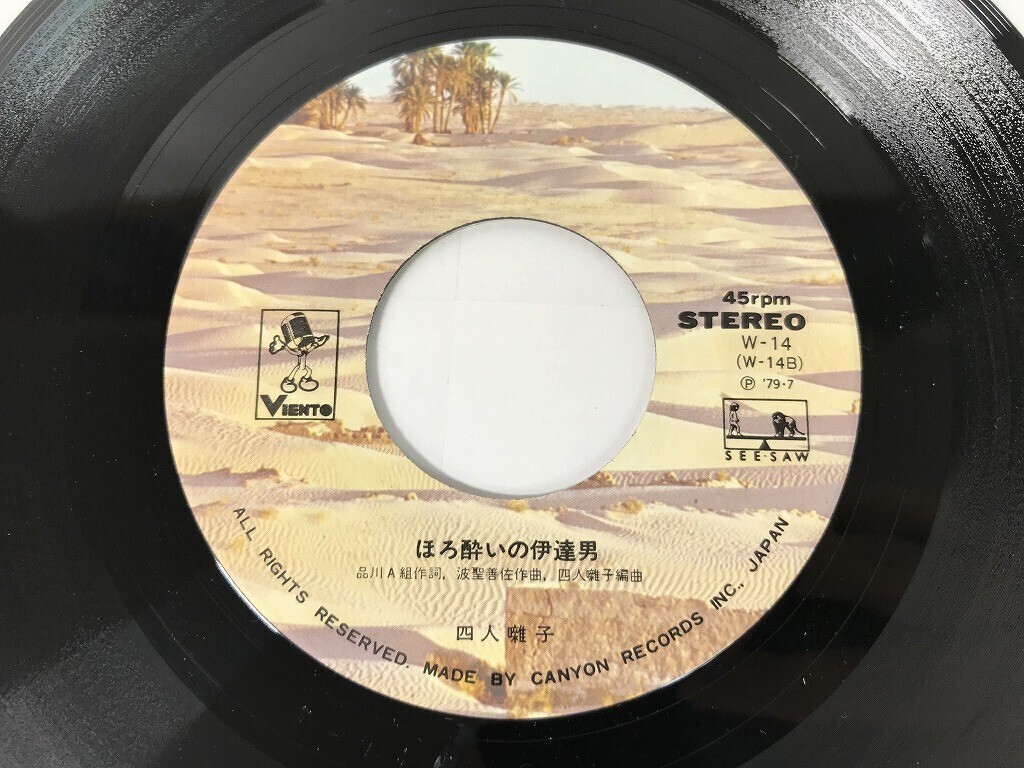 45rpm
STEREO
W-14
(W-14B)
Ⓟ '79・7
VIENTO
SEE・SAW
ほろ酔いの伊達男
品川A組作詞, 波聖善佐作曲, 四人囃子編曲
四人囃子
ALL RIGHTS RESERVED. MADE BY CANYON RECORDS INC., JAPAN